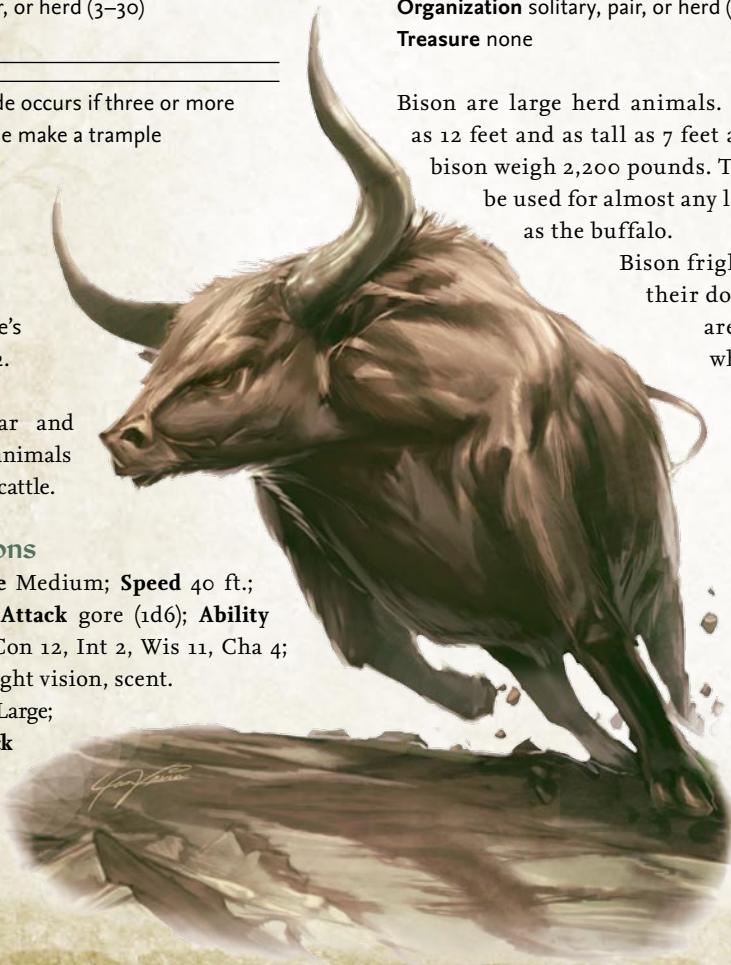 , or herd (3–30)
de occurs if three or more
e make a trample
e's
2.
ar and
nimals
cattle.
ons
e Medium; Speed 40 ft.;
Attack gore (1d6); Ability
Con 12, Int 2, Wis 11, Cha 4;
ght vision, scent.
Large;
ck
Organization solitary, pair, or herd (
Treasure none
Bison are large herd animals.
as 12 feet and as tall as 7 feet a
bison weigh 2,200 pounds. T
be used for almost any l
as the buffalo.
Bison frigh
their do
are
wh